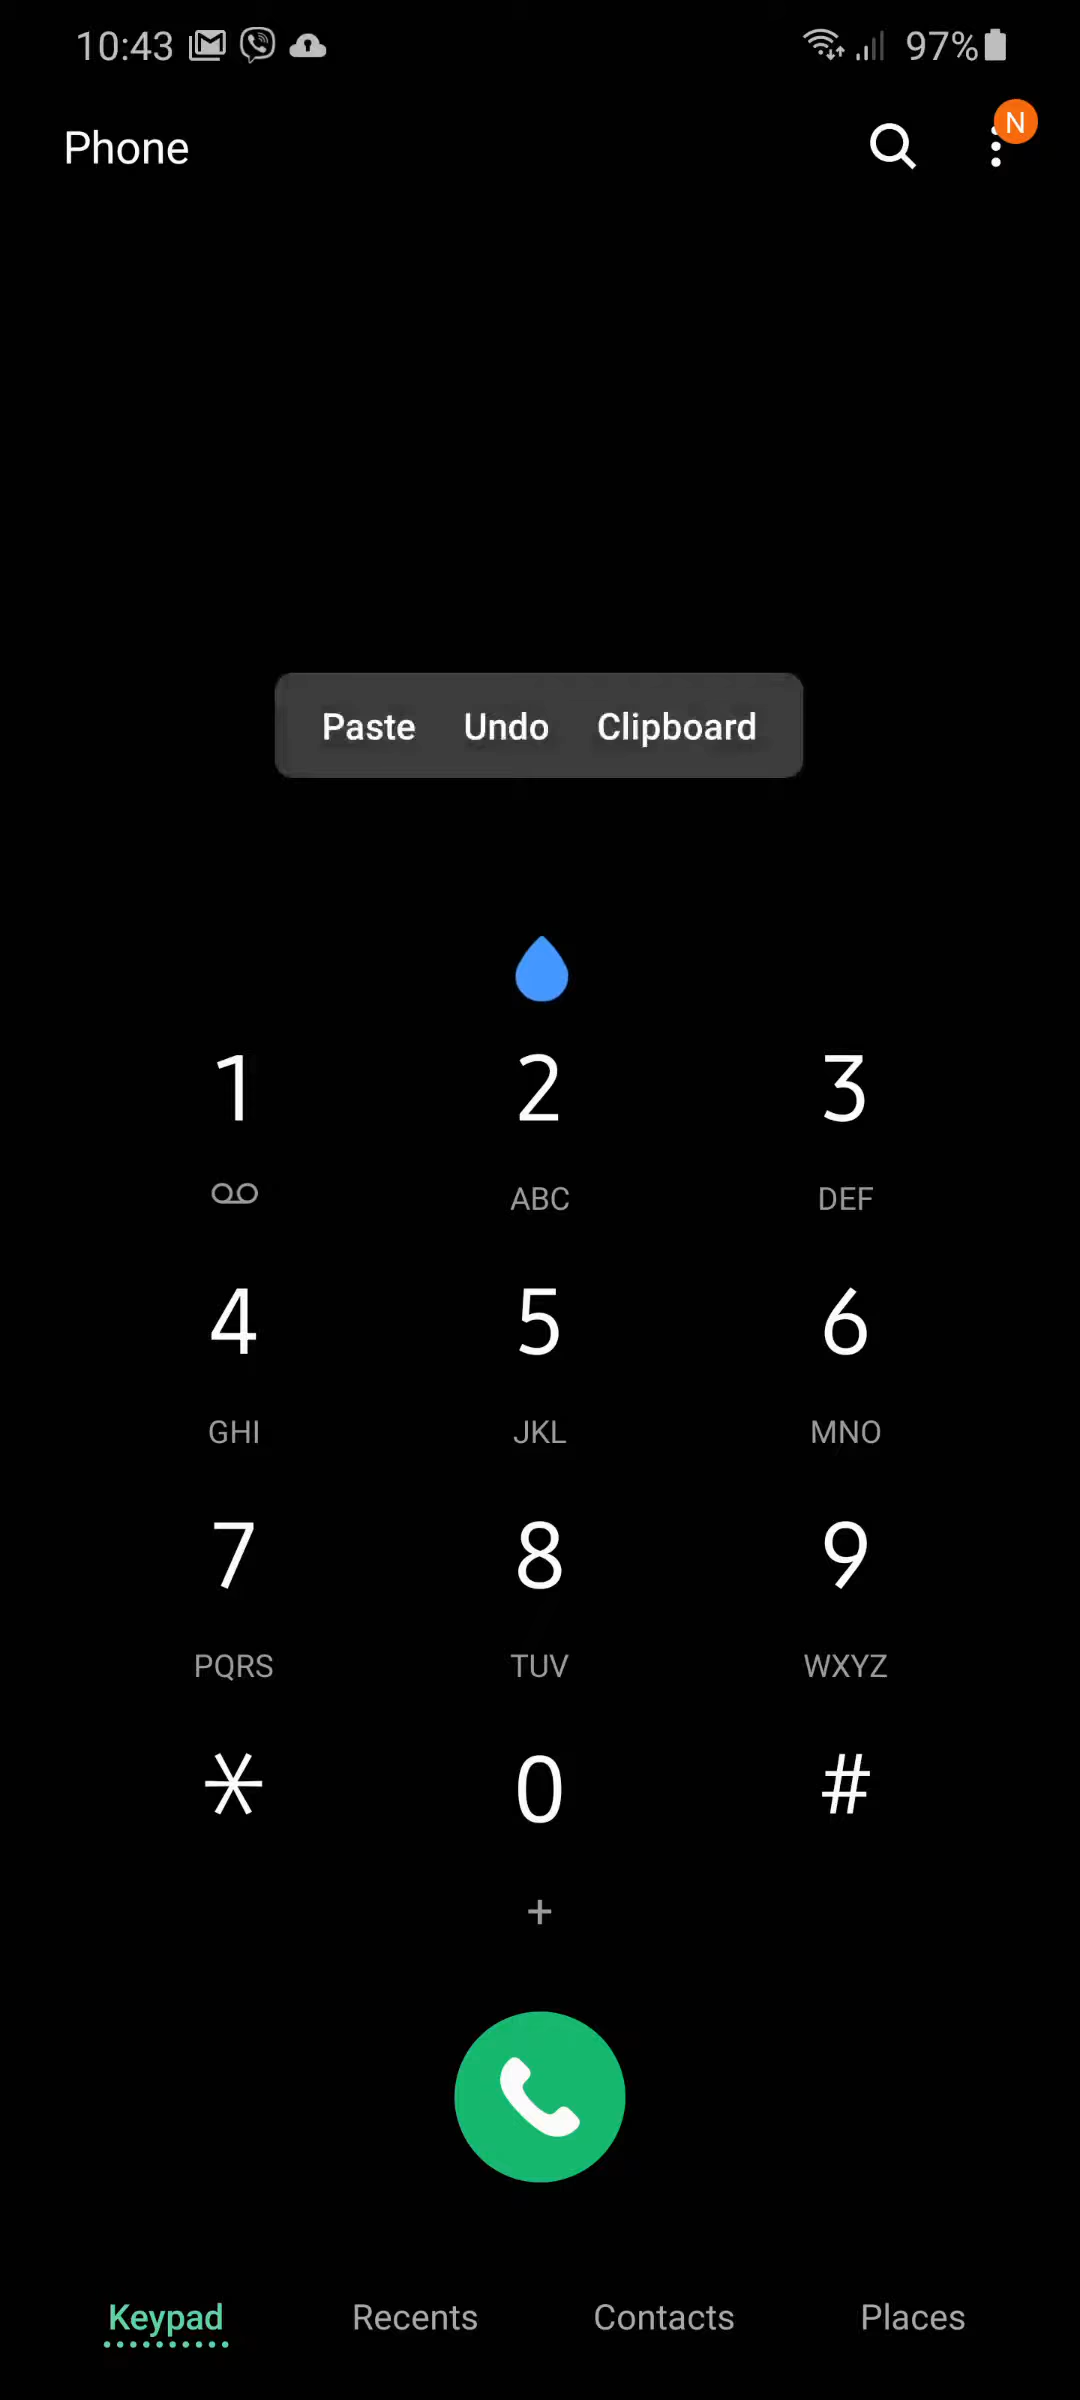 10:43 97%
Phone N
Paste Undo Clipboard
1 2 3
ABC DEF
4 5 6
GHI JKL MNO
7 8 9
PQRS TUV WXYZ
* 0 #
+
Keypad Recents Contacts Places